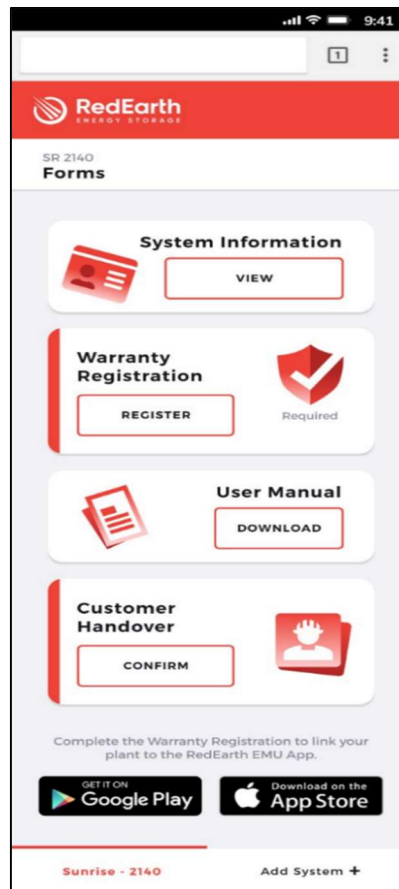 9:41
1
RedEarth
ENERGY STORAGE
SR 2140
Forms
System Information
VIEW
Warranty
Registration
REGISTER
Required
User Manual
DOWNLOAD
Customer
Handover
CONFIRM
Complete the Warranty Registration to link your
plant to the RedEarth EMU App.
GET IT ON
Google Play
Download on the
App Store
Sunrise - 2140
Add System +